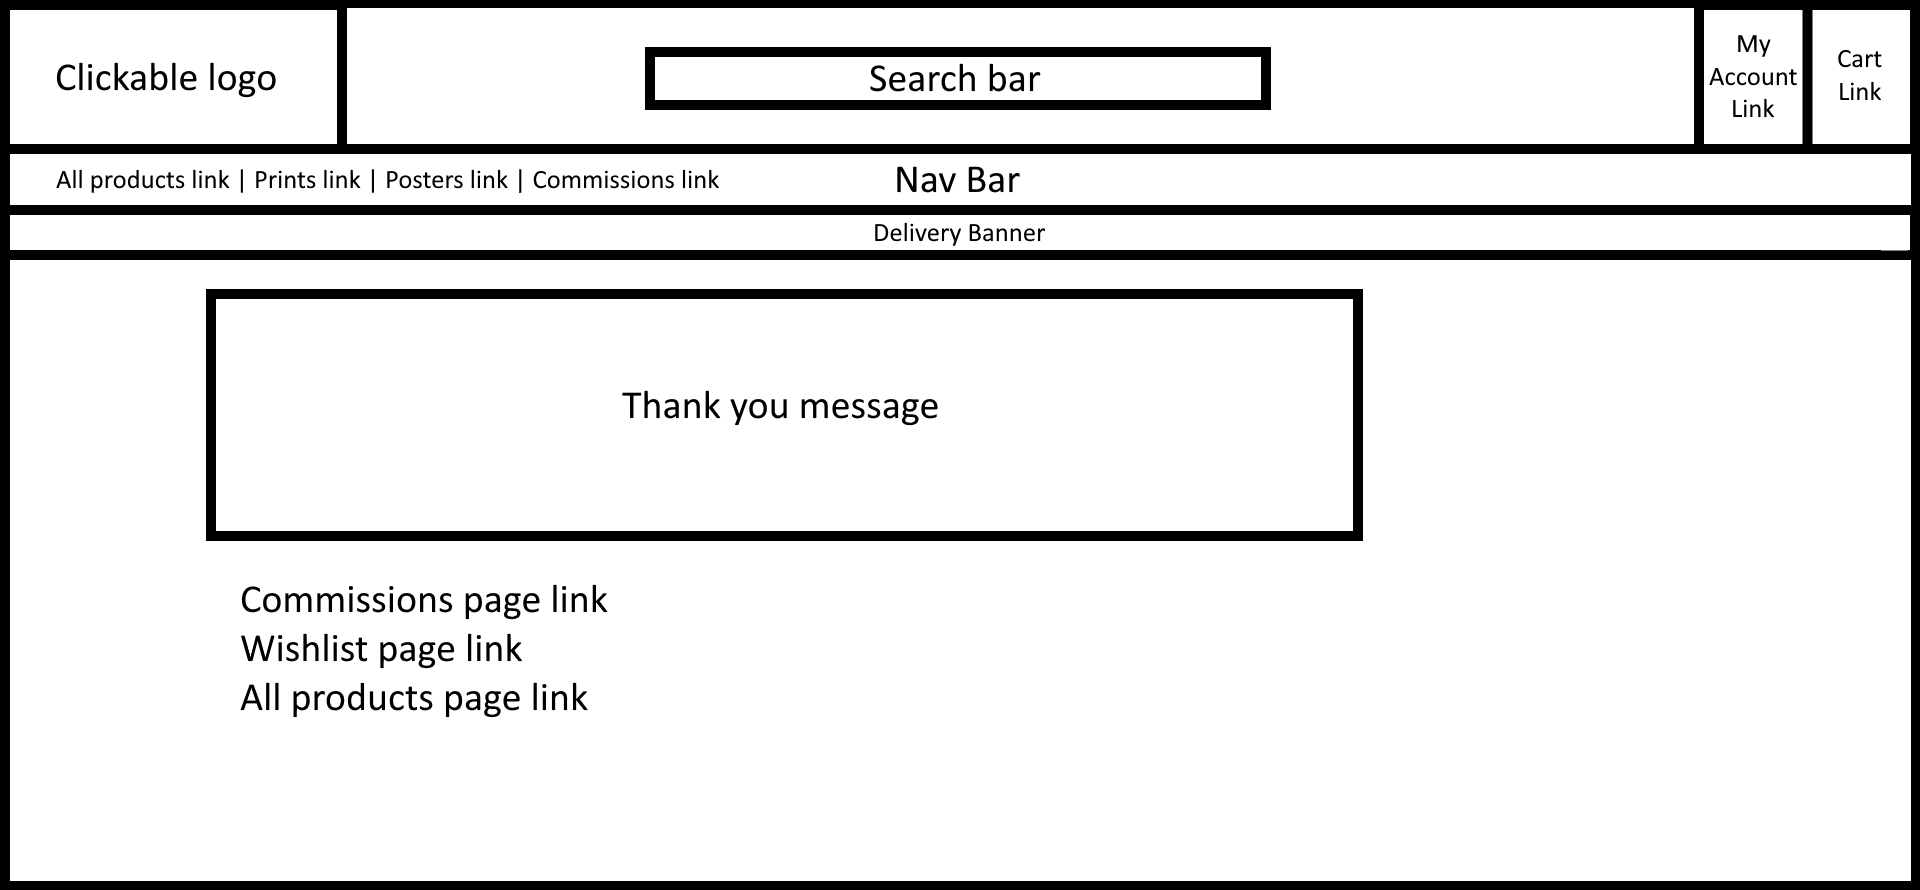 Clickable logo
Search bar
My
Account
Link
Cart
Link
All products link | Prints link | Posters link | Commissions link
Nav Bar
Delivery Banner
Thank you message
Commissions page link
Wishlist page link
All products page link